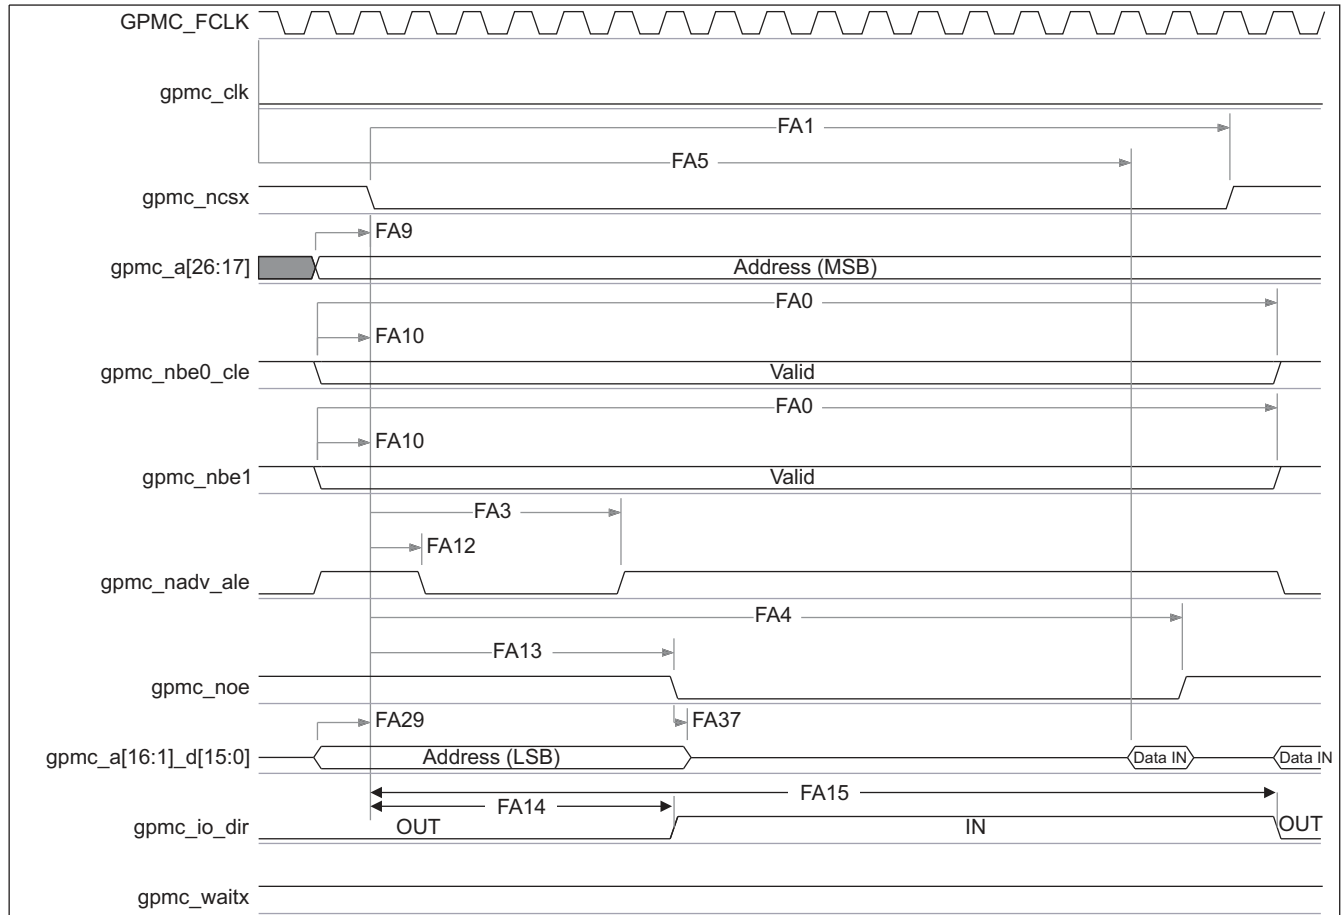 GPMC_FCLK
gpmc_clk
FA1
FA5
gpmc_ncsx
FA9
gpmc_a[26:17] Address (MSB)
FA0
FA10
gpmc_nbe0_cle Valid
FA0
FA10
gpmc_nbe1 Valid
FA3
FA12
gpmc_nadv_ale
FA4
FA13
gpmc_noe
FA29 FA37
gpmc_a[16:1]_d[15:0] Address (LSB) Data IN Data IN
FA15
FA14
gpmc_io_dir OUT IN OUT
gpmc_waitx